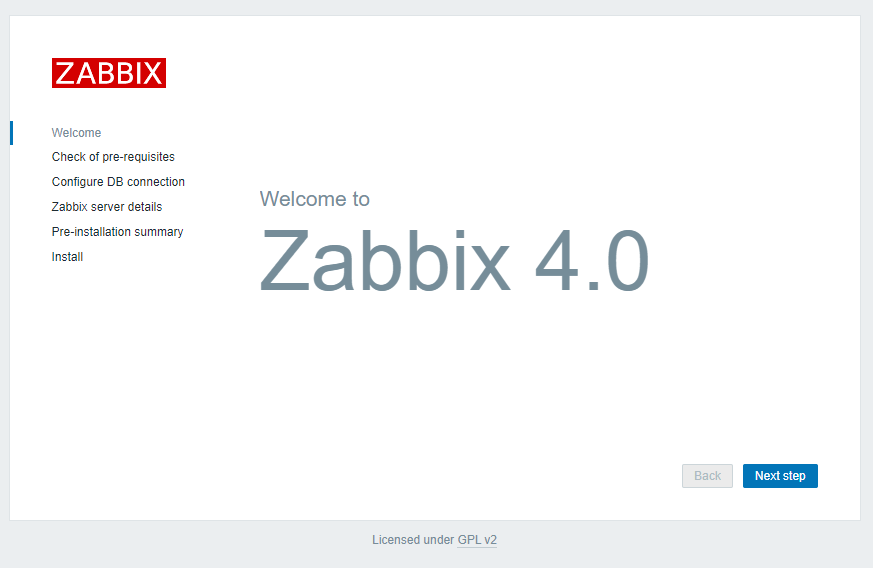 ZABBIX
Welcome
Check of pre-requisites
Configure DB connection
Zabbix server details
Pre-installation summary
Install
Welcome to
Zabbix 4.0
Back
Next step
Licensed under GPL v2